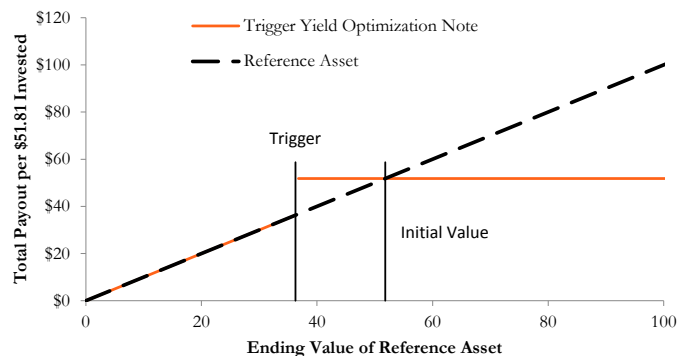 $120
$100
$80
$60
$40
$20
$0
Total Payout per $51.81 Invested
Trigger Yield Optimization Note
Reference Asset
Trigger
Initial Value
0
20
40
60
80
100
Ending Value of Reference Asset